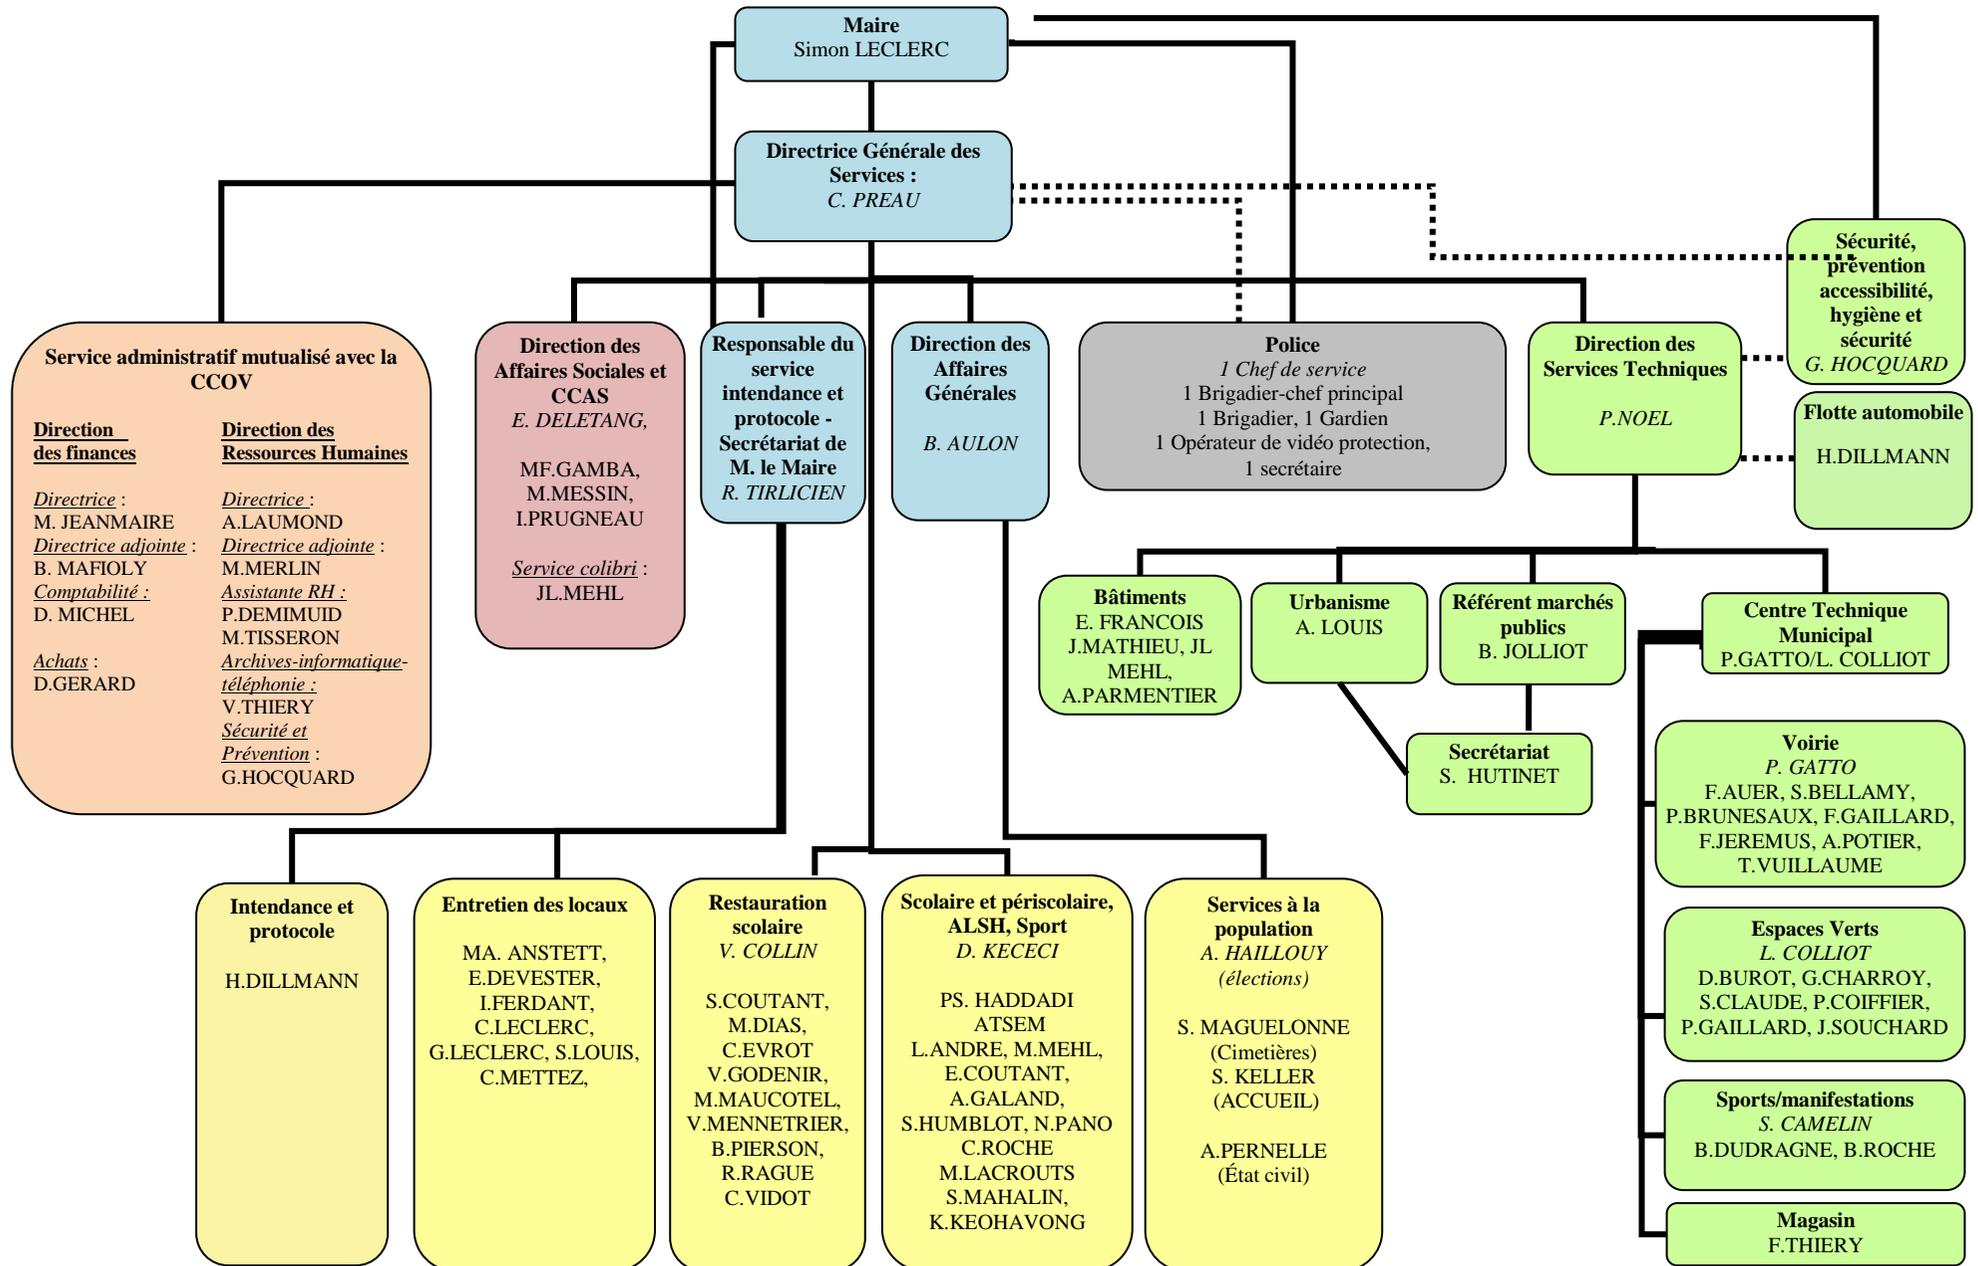 Maire
Simon LECLERC
Directrice Générale des
Services :
C. PREAU
Sécurité,
prévention
accessibilité,
hygiène et
sécurité
G. HOCQUARD
Service administratif mutualisé avec la
CCOV
Direction
des finances
Directrice :
M. JEANMAIRE
Directrice adjointe :
B. MAFIOLY
Comptabilité :
D. MICHEL
Achats :
D.GERARD
Direction des
Ressources Humaines
Directrice :
A.LAUMOND
Directrice adjointe :
M.MERLIN
Assistante RH :
P.DEMIMUID
M.TISSERON
Archives-informatique-
téléphonie :
V.THIERY
Sécurité et
Prévention :
G.HOCQUARD
Direction des
Affaires Sociales et
CCAS
E. DELETANG,
MF.GAMBA,
M.MESSIN,
I.PRUGNEAU
Service colibri :
JL.MEHL
Responsable du
service
intendance et
protocole -
Secrétariat de
M. le Maire
R. TIRLICIEN
Direction des
Affaires
Générales
B. AULON
Police
1 Chef de service
1 Brigadier-chef principal
1 Brigadier, 1 Gardien
1 Opérateur de vidéo protection,
1 secrétaire
Direction des
Services Techniques
P.NOEL
Flotte automobile
H.DILLMANN
Bâtiments
E. FRANCOIS
J.MATHIEU, JL
MEHL,
A.PARMENTIER
Urbanisme
A. LOUIS
Référent marchés
publics
B. JOLLIOT
Centre Technique
Municipal
P.GATTO/L. COLLIOT
Secrétariat
S. HUTINET
Voirie
P. GATTO
F.AUER, S.BELLAMY,
P.BRUNESAUX, F.GAILLARD,
F.JEREMUS, A.POTIER,
T.VUILLAUME
Espaces Verts
L. COLLIOT
D.BUROT, G.CHARROY,
S.CLAUDE, P.COIFFIER,
P.GAILLARD, J.SOUCHARD
Sports/manifestations
S. CAMELIN
B.DUDRAGNE, B.ROCHE
Magasin
F.THIERY
Intendance et
protocole
H.DILLMANN
Entretien des locaux
MA. ANSTETT,
E.DEVESTER,
I.FERDANT,
C.LECLERC,
G.LECLERC, S.LOUIS,
C.METTEZ,
Restauration
scolaire
V. COLLIN
S.COUTANT,
M.DIAS,
C.EVROT
V.GODENIR,
M.MAUCOTEL,
V.MENNETRIER,
B.PIERSON,
R.RAGUE
C.VIDOT
Scolaire et périscolaire,
ALSH, Sport
D. KECECI
PS. HADDADI
ATSEM
L.ANDRE, M.MEHL,
E.COUTANT,
A.GALAND,
S.HUMBLOT, N.PANO
C.ROCHE
M.LACROUTS
S.MAHALIN,
K.KEOHAVONG
Services à la
population
A. HAILLOUY
(élections)
S. MAGUELONNE
(Cimetières)
S. KELLER
(ACCUEIL)
A.PERNELLE
(État civil)